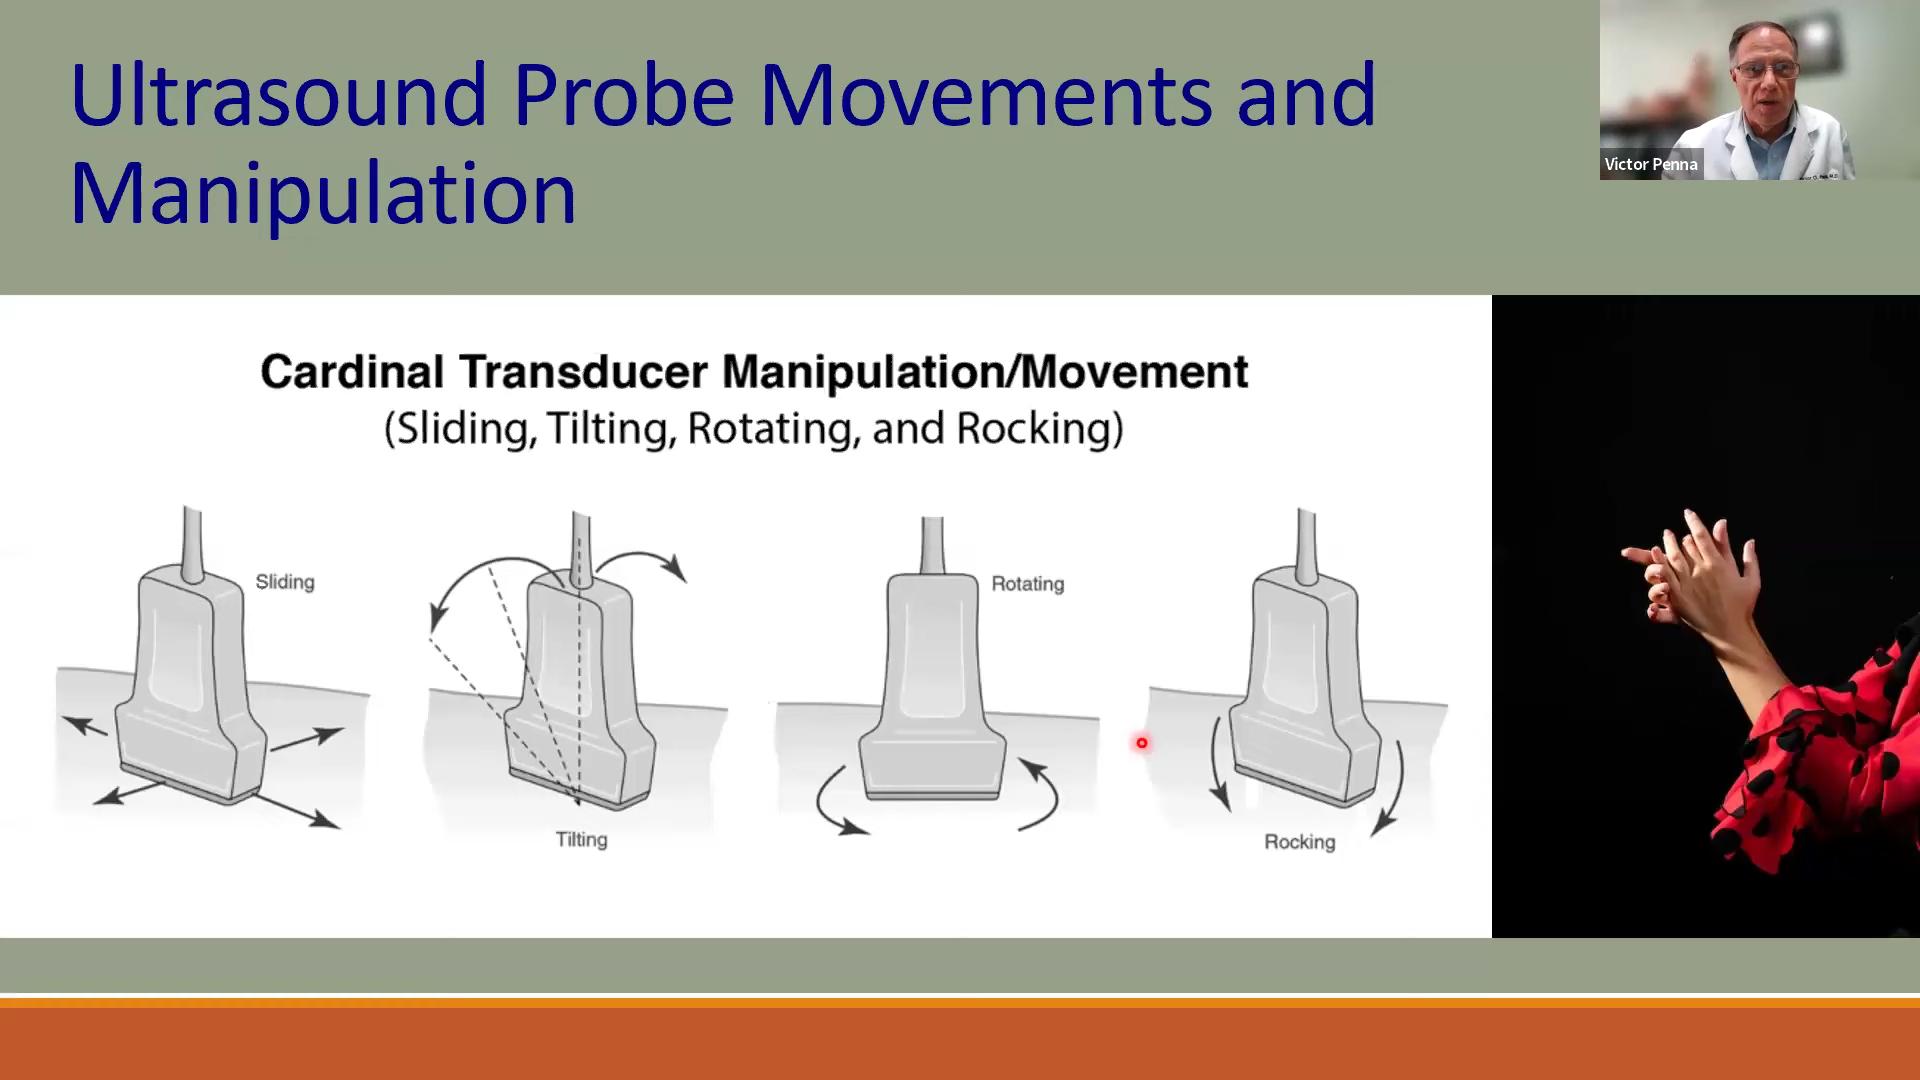 Ultrasound Probe Movements and
Manipulation
Victor Penna
Cardinal Transducer Manipulation/Movement
(Sliding, Tilting, Rotating, and Rocking)
Sliding
Tilting
Rotating
Rocking